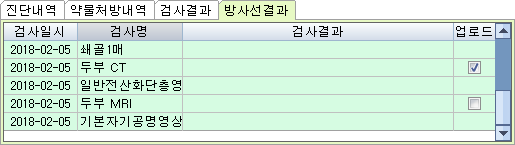 진단내역 약물처방내역 검사결과 방사선결과
검사일시 검사명 검사결과 업로드
2018-02-05 쇄골1매
2018-02-05 두부 CT
2018-02-05 일반전산화단층영
2018-02-05 두부 MRI
2018-02-05 기본자기공명영상